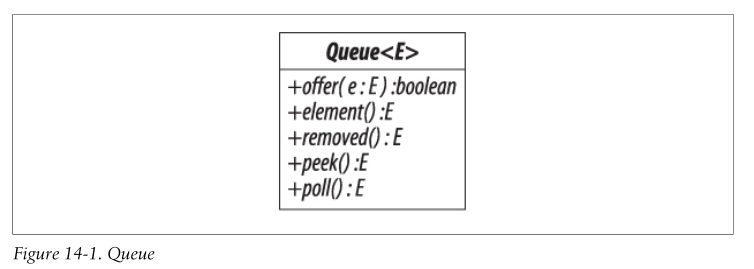 Queue<E>
+offer( e : E ) :boolean
+element() :E
+removed() : E
+peek() :E
+poll() : E
Figure 14-1. Queue